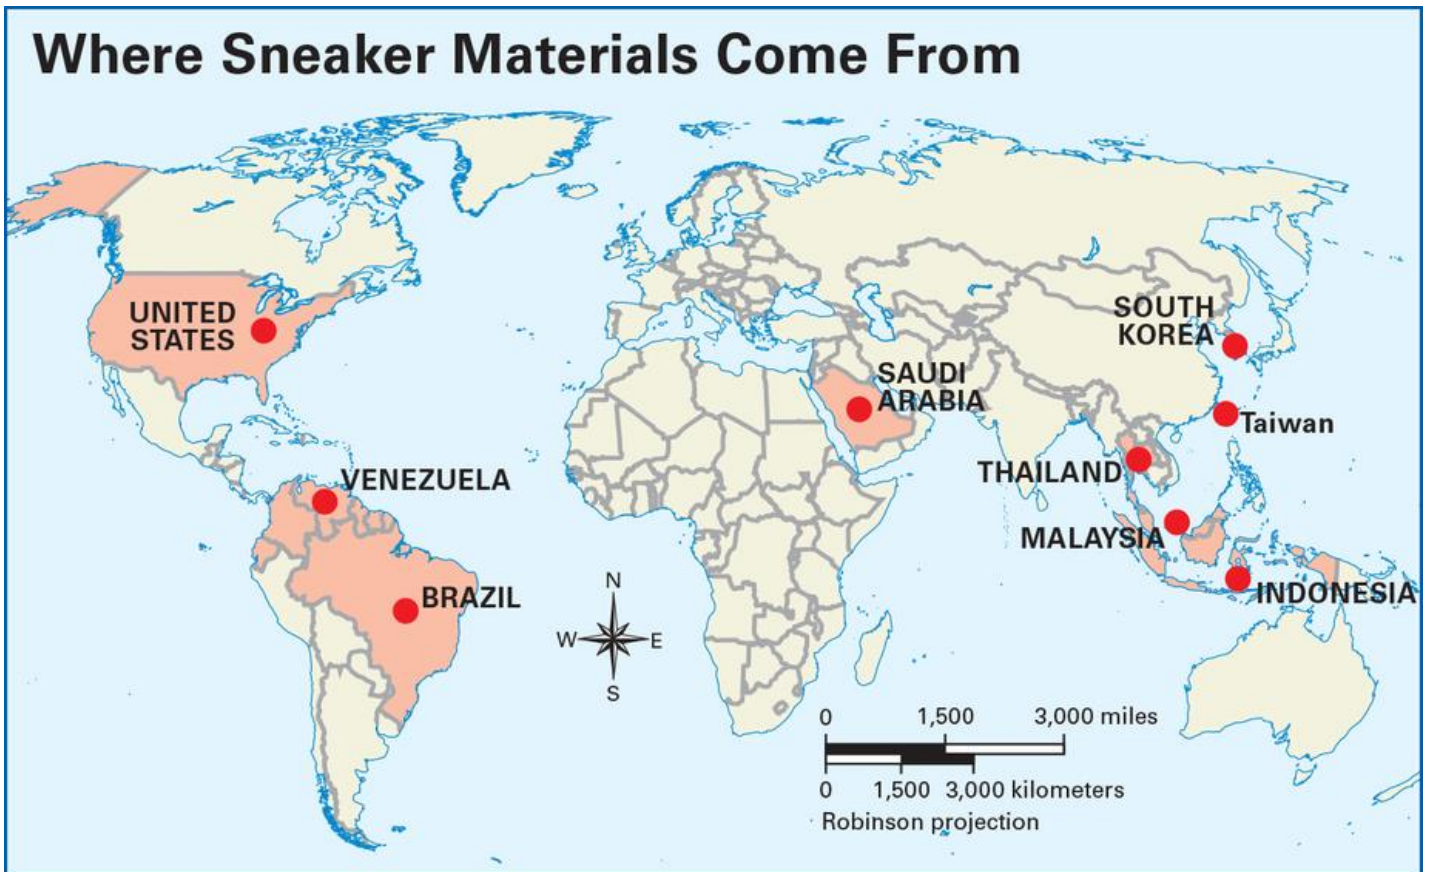 Where Sneaker Materials Come From
UNITED
STATES
SOUTH
KOREA
SAUDI
ARABIA
Taiwan
THAILAND
VENEZUELA
MALAYSIA
BRAZIL
INDONESIA
N
W E
S
0 1,500 3,000 miles
0 1,500 3,000 kilometers
Robinson projection